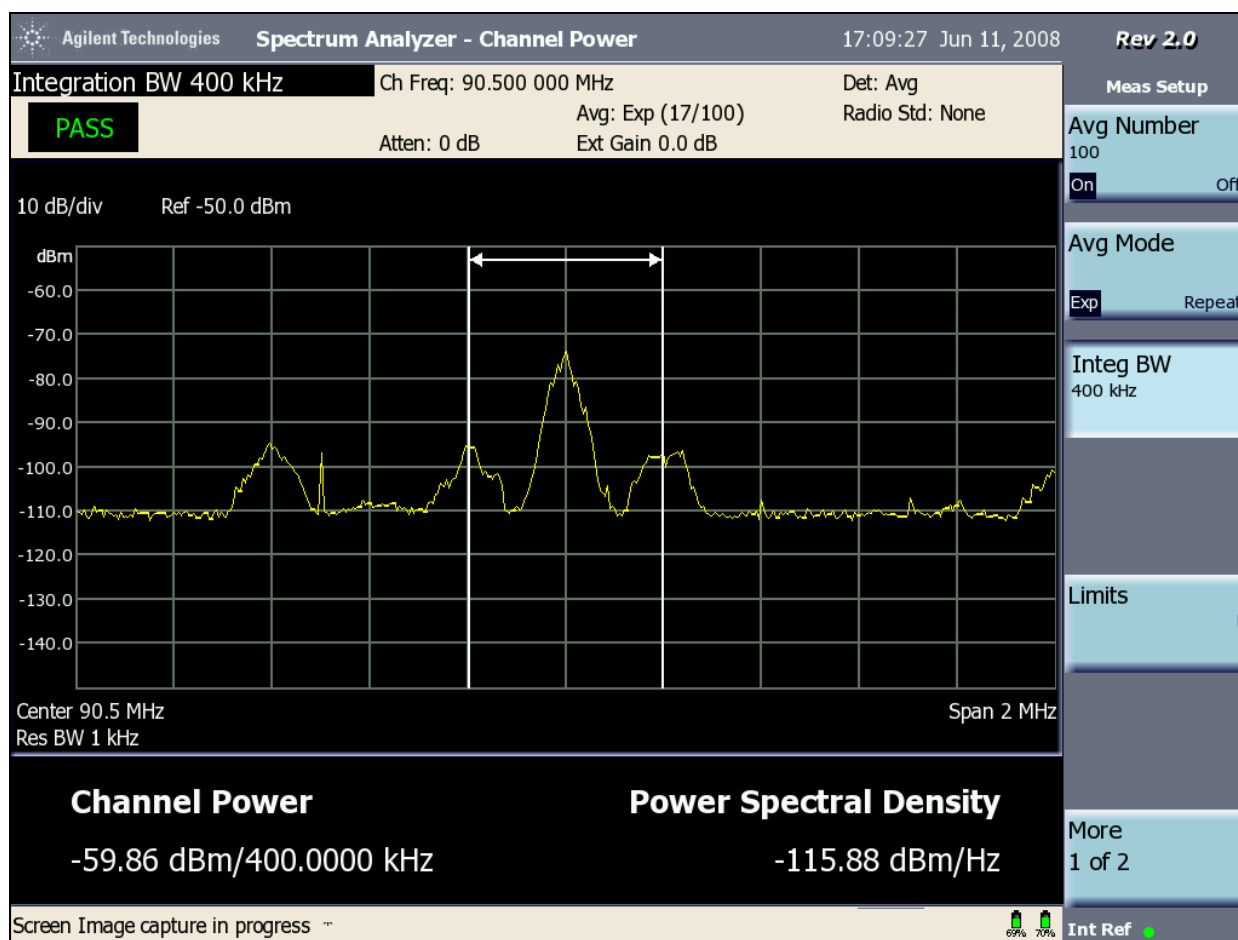 Agilent Technologies Spectrum Analyzer - Channel Power 17:09:27 Jun 11, 2008 Rev 2.0
Integration BW 400 kHz Ch Freq: 90.500 000 MHz Det: Avg
PASS Avg: Exp (17/100) Radio Std: None
Atten: 0 dB Ext Gain 0.0 dB
10 dB/div Ref -50.0 dBm
dBm
-60.0
-70.0
-80.0
-90.0
-100.0
-110.0
-120.0
-130.0
-140.0
Center 90.5 MHz Span 2 MHz
Res BW 1 kHz
Channel Power Power Spectral Density
-59.86 dBm/400.0000 kHz -115.88 dBm/Hz
Screen Image capture in progress
69% 70%
Meas Setup
Avg Number
100
On Off
Avg Mode
Exp Repeat
Integ BW
400 kHz
Limits
More
1 of 2
Int Ref